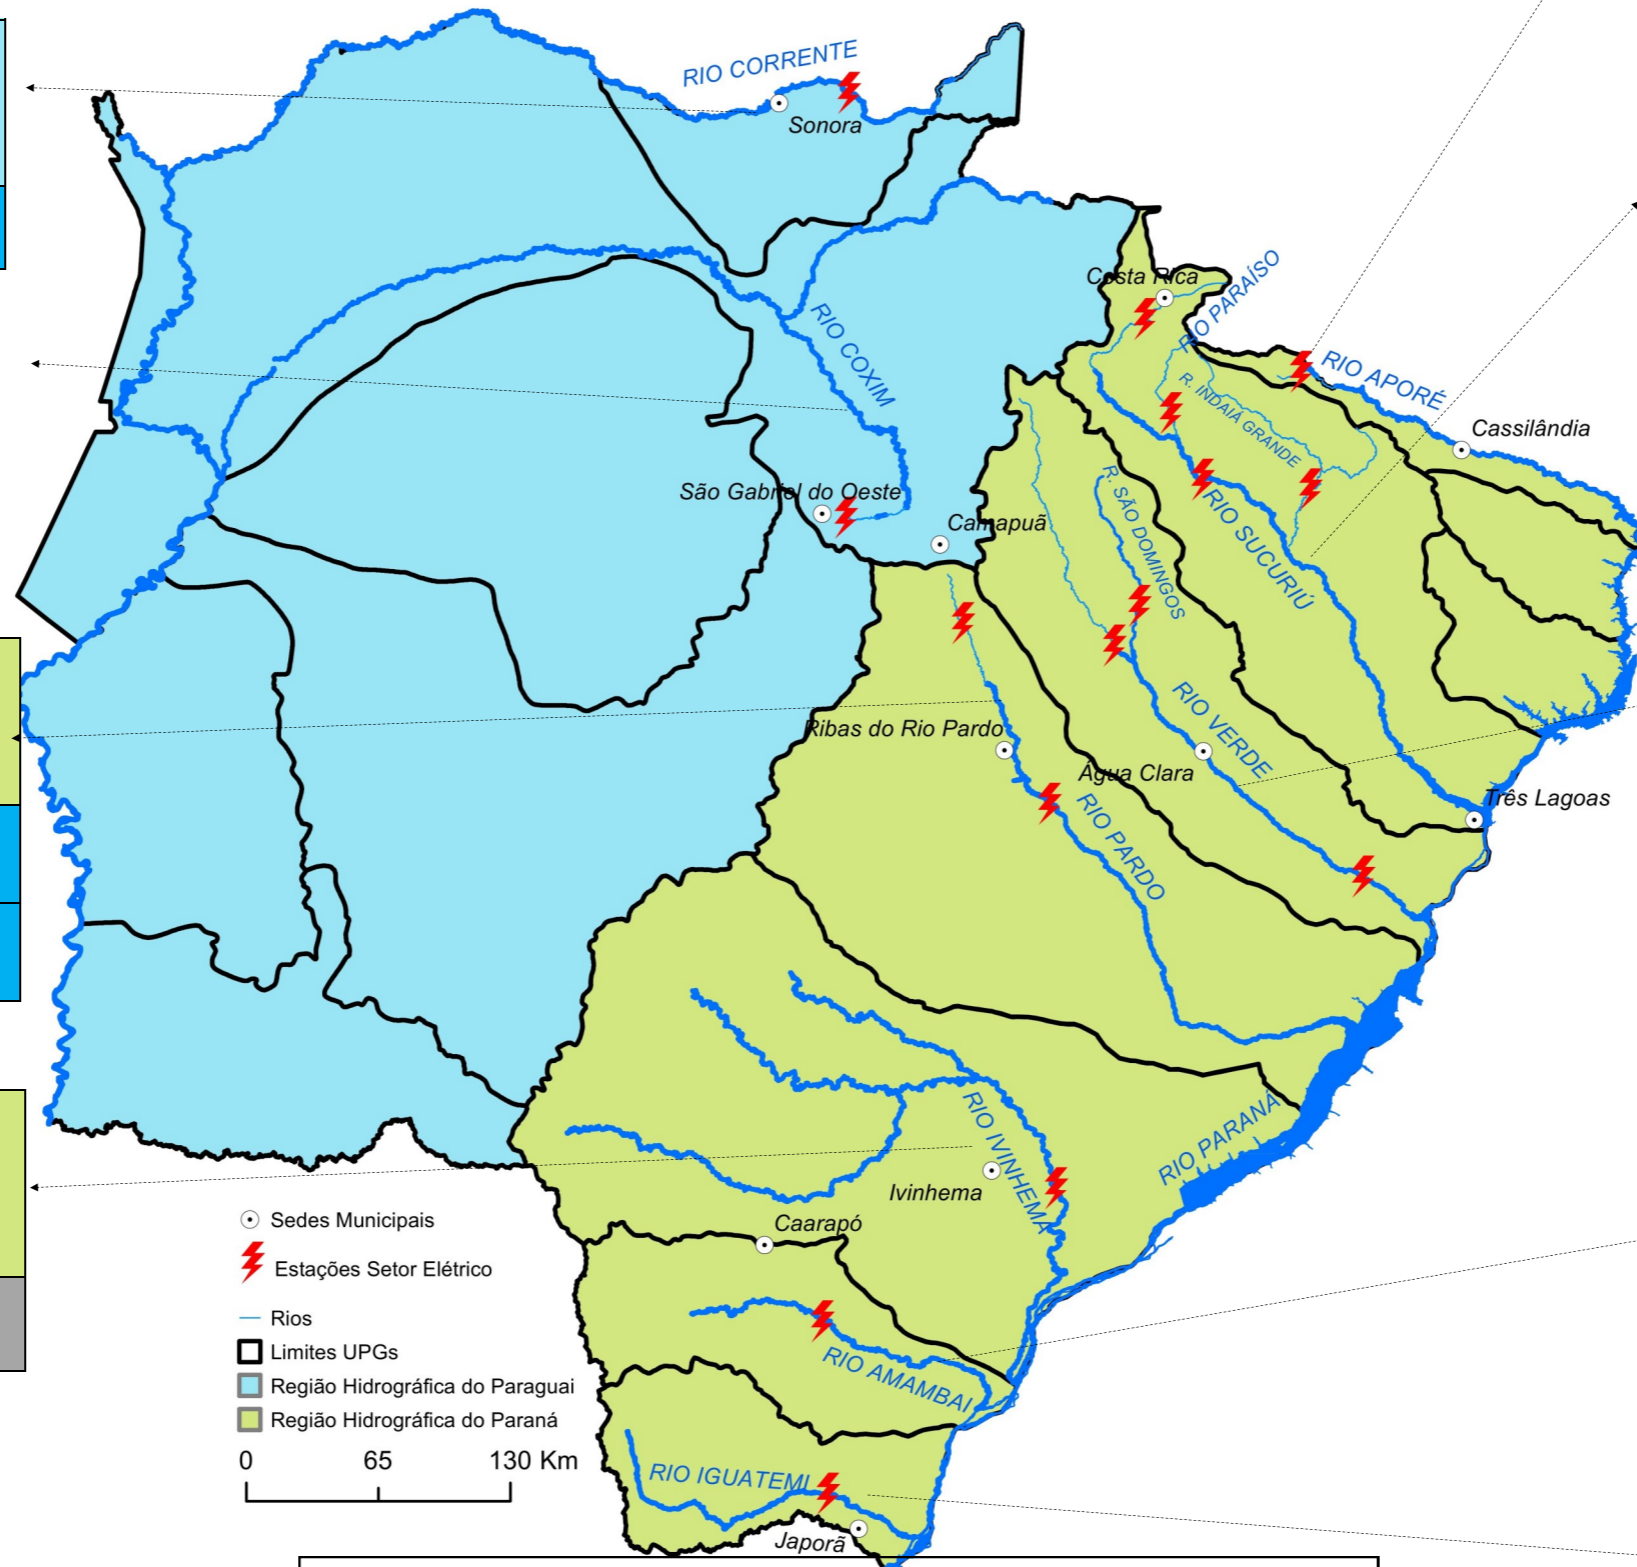 RIO CORRENTE
Sonora
Costa Rica
RIO PARAÍSO
RIO COXIM
RIO APORÉ
R. INDAIÁ GRANDE
Cassilândia
São Gabriel do Oeste
R. SÃO DOMINGOS
RIO SUCURIÚ
Camapuã
Ribas do Rio Pardo
RIO VERDE
Água Clara
RIO PARDO
Três Lagoas
RIO IVINHEMA
RIO PARANÁ
Ivinhema
Caarapó
RIO AMAMBAI
RIO IGUATEMI
Japorã
Sedes Municipais
Estações Setor Elétrico
Rios
Limites UPGs
Região Hidrográfica do Paraguai
Região Hidrográfica do Paraná
0 65 130 Km